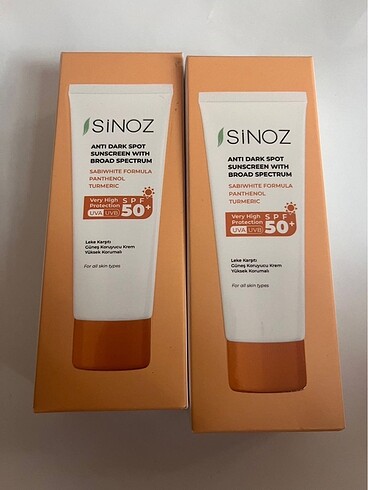 SiNOZ
ANTI DARK SPOT
SUNSCREEN WITH
BROAD SPECTRUM
SABIWHITE FORMULA
PANTHENOL
TURMERIC
Very High
Protection
UVA UVB
SPF
50+
Leke Karşıtı
Güneş Koruyucu Krem
Yüksek Korumalı
For all skin types
SiNOZ
ANTI DARK SPOT
SUNSCREEN WITH
BROAD SPECTRUM
SABIWHITE FORMULA
PANTHENOL
TURMERIC
Very High
Protection
UVA UVB
SPF
50+
Leke Karşıtı
Güneş Koruyucu Krem
Yüksek Korumalı
For all skin types